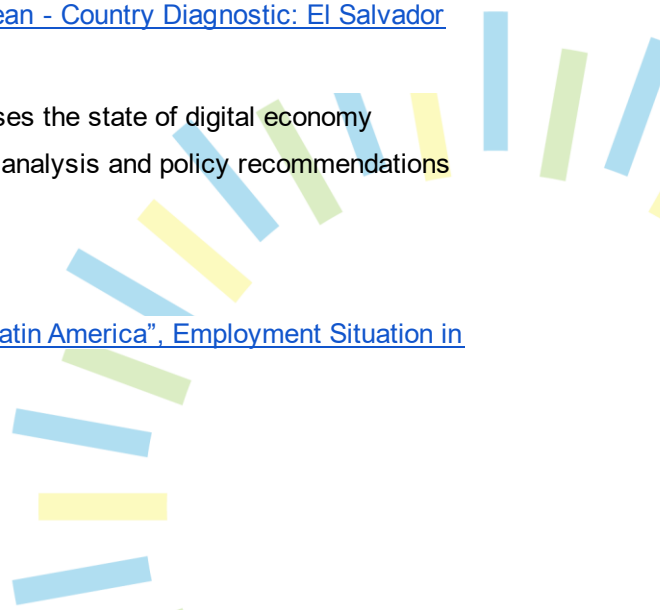 ean - Country Diagnostic: El Salvador
ses the state of digital economy
analysis and policy recommendations
atin America”, Employment Situation in